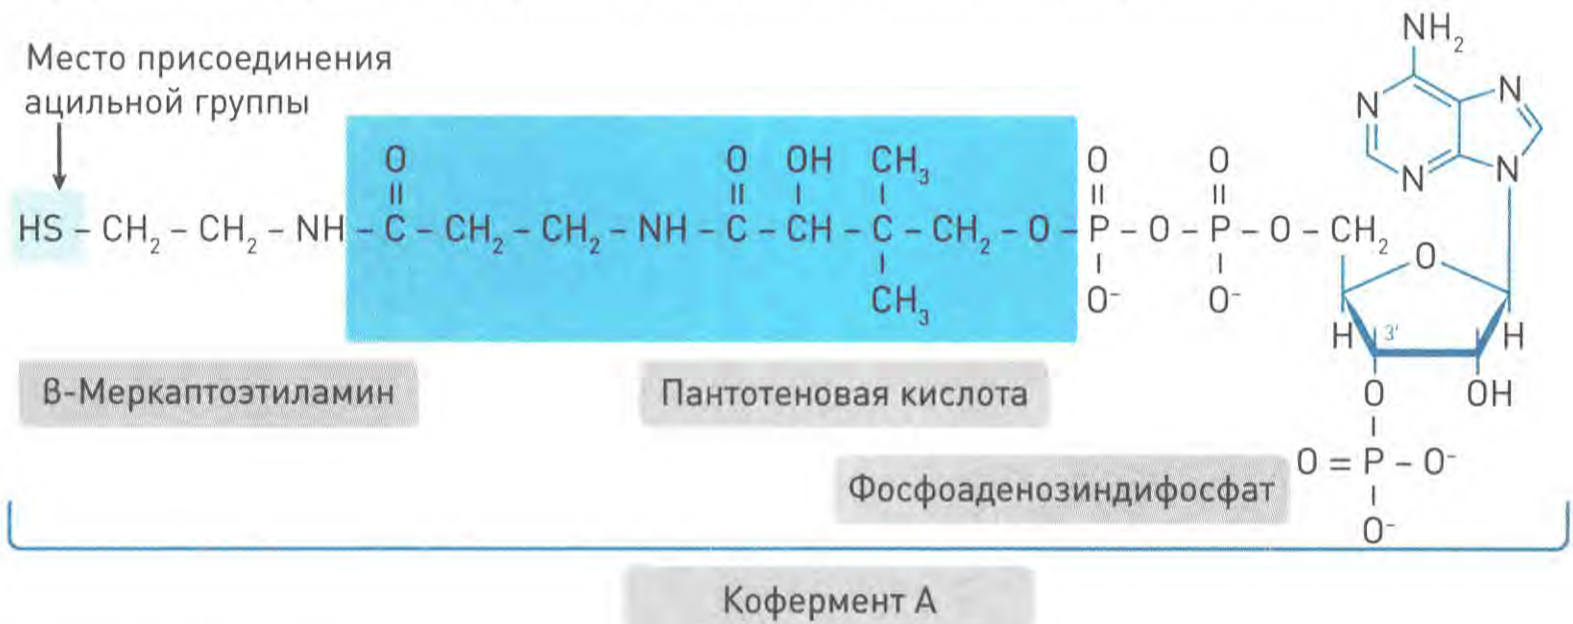 Место присоединения
ацильной группы
NH₂
N
N
N
N
O
O OH CH₃
O
O
HS – CH₂ – CH₂ – NH – C – CH₂ – CH₂ – NH – C – CH – C – CH₂ – O – P – O – P – O – CH₂
O
CH₃
O⁻
O⁻
H
3'
H
O
OH
β-Меркаптоэтиламин
Пантотеновая кислота
O = P – O⁻
Фосфоаденозиндифосфат
O⁻
Кофермент А